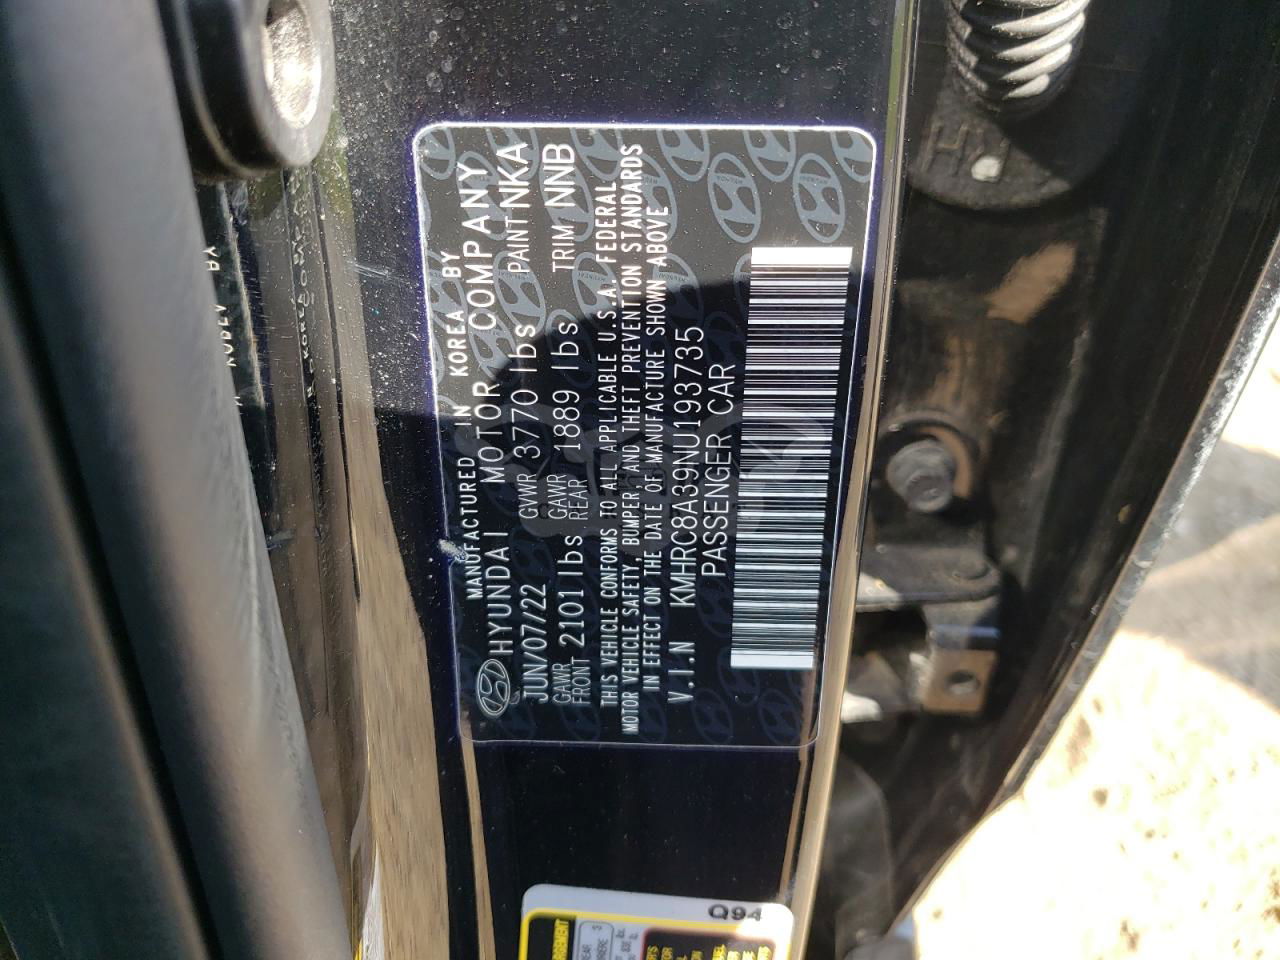 MANUFACTURED IN KOREA BY
HYUNDAI MOTOR COMPANY
JUN/07/22 GVWR 3770 lbs PAINT NKA
GAWR FRONT 2101 lbs GAWR REAR 1889 lbs TRIM NNB
THIS VEHICLE CONFORMS TO ALL APPLICABLE U.S.A. FEDERAL
MOTOR VEHICLE SAFETY, BUMPER, AND THEFT PREVENTION STANDARDS
IN EFFECT ON THE DATE OF MANUFACTURE SHOWN ABOVE
V.I.N KMHRC8A39NU193735
PASSENGER CAR
Q94